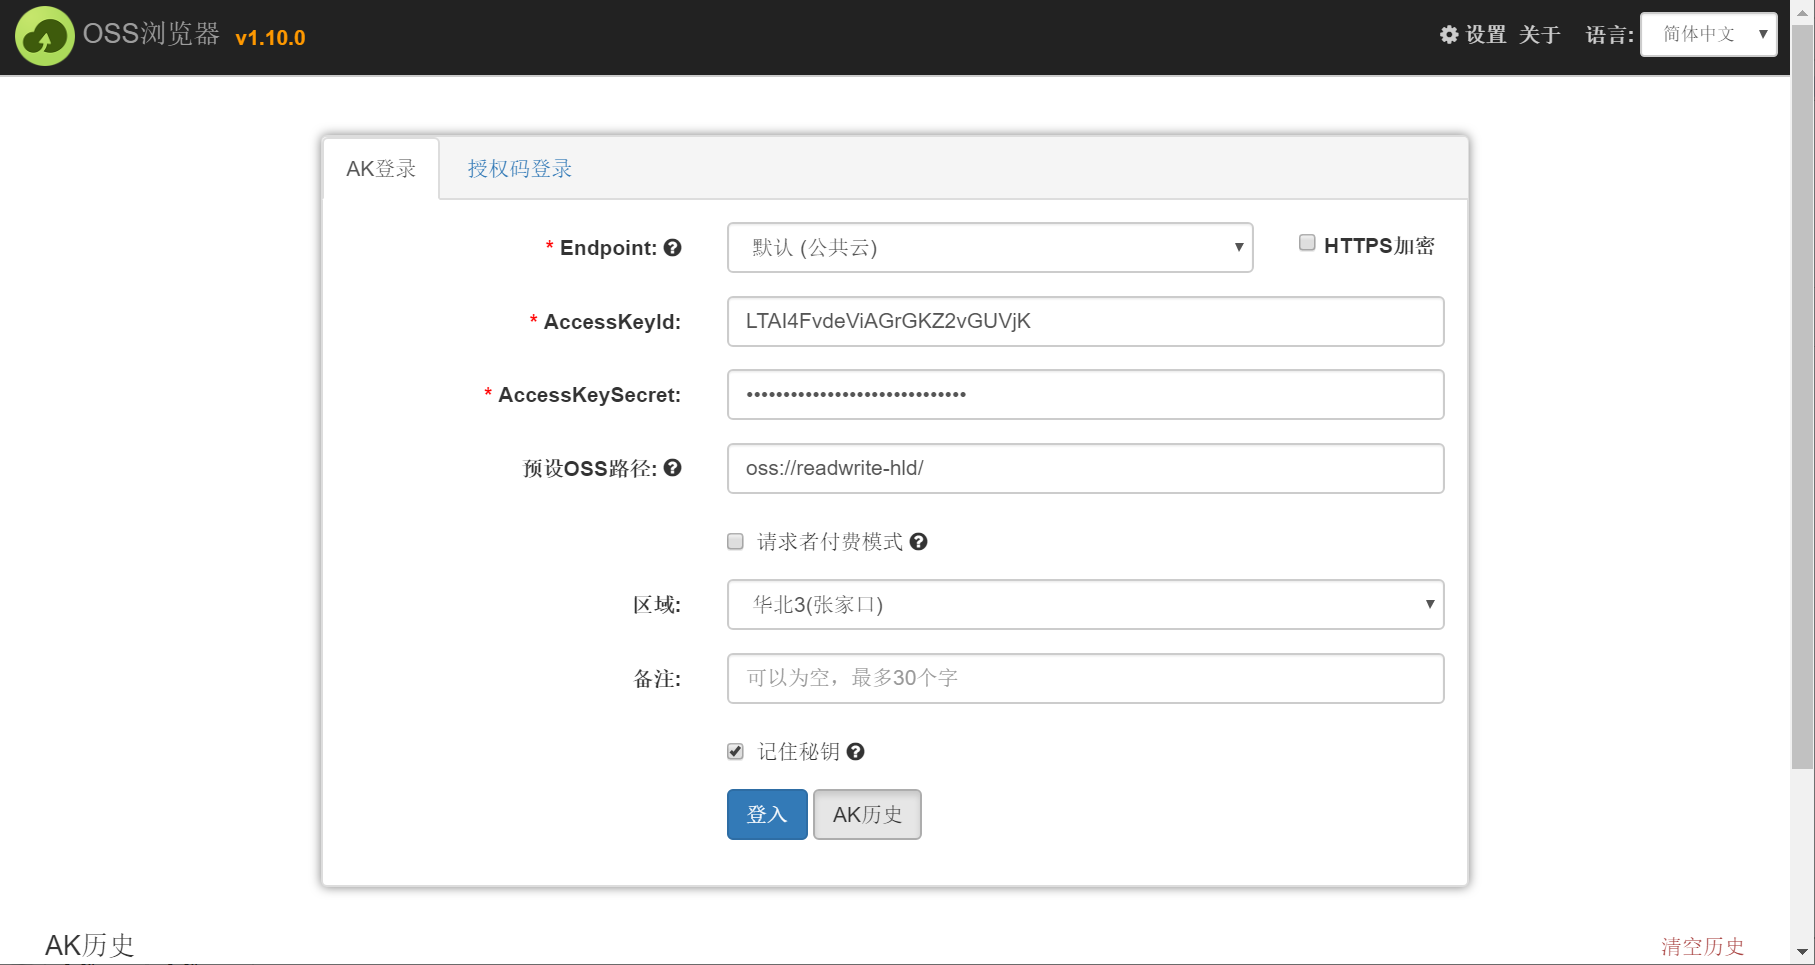 OSS浏览器 v1.10.0 设置 关于 语言: 简体中文
AK登录 授权码登录
* Endpoint: 默认 (公共云) HTTPS加密
* AccessKeyId: LTAI4FvdeViAGrGKZ2vGUVjK
* AccessKeySecret: ••••••••••••••••••••••••••••••
预设OSS路径: oss://readwrite-hld/
请求者付费模式
区域: 华北3(张家口)
备注: 可以为空，最多30个字
记住秘钥
登入 AK历史
AK历史 清空历史